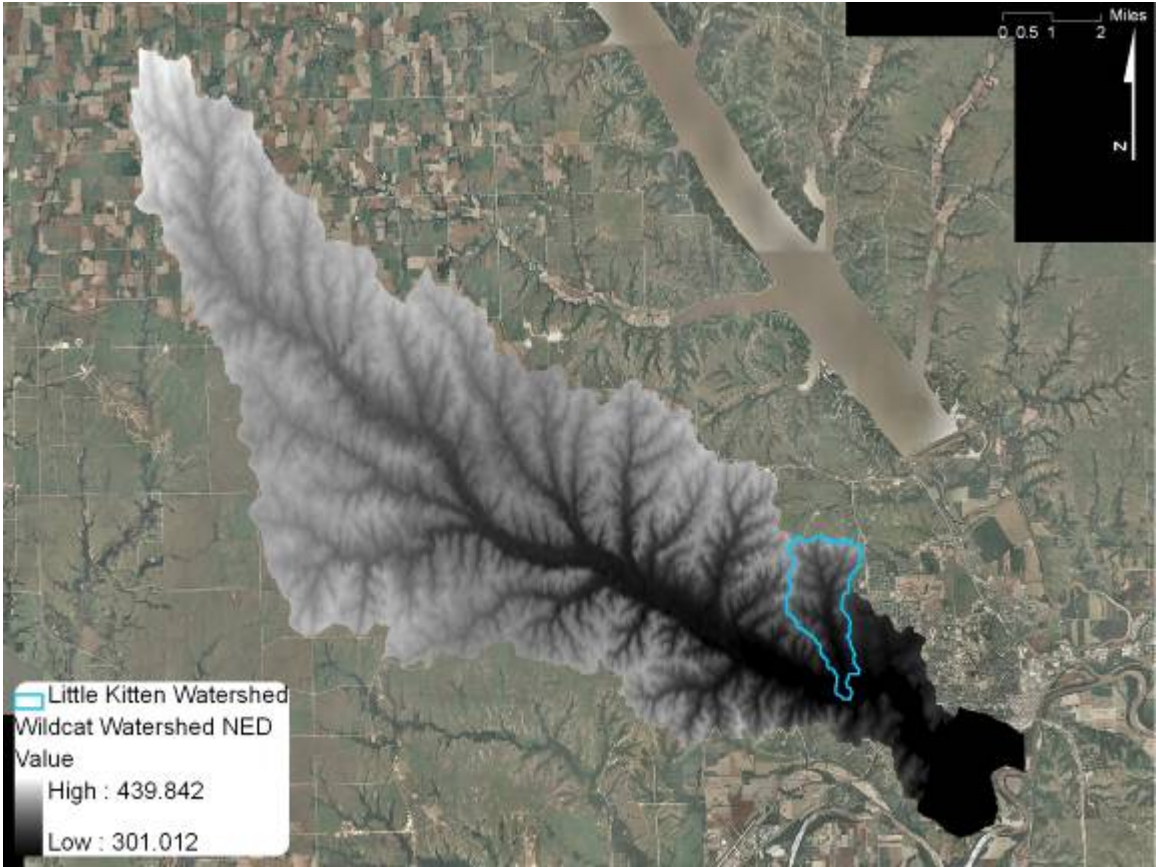 Miles
0 0.5 1 2
N
Little Kitten Watershed
Wildcat Watershed NED
Value
High : 439.842
Low : 301.012